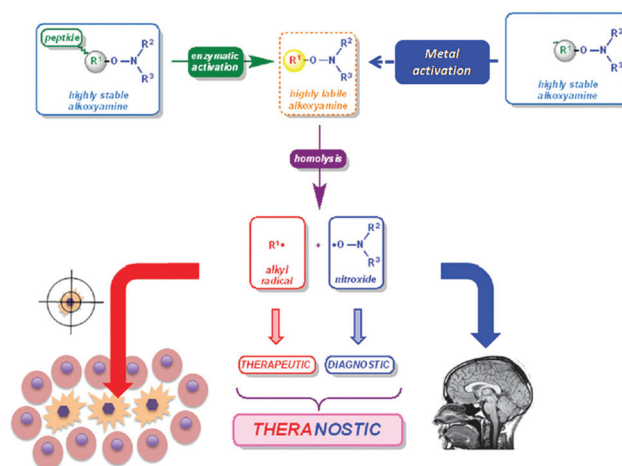 peptide
R¹—O—N
R²
R³
highly stable
alkoxyamine
enzymatic
activation
R¹—O—N
R²
R³
highly labile
alkoxyamine
Metal
activation
R¹—O—N
R²
R³
highly stable
alkoxyamine
homolysis
R¹•
alkyl
radical
+
•O—N
R²
R³
nitroxide
THERAPEUTIC
DIAGNOSTIC
THERANOSTIC